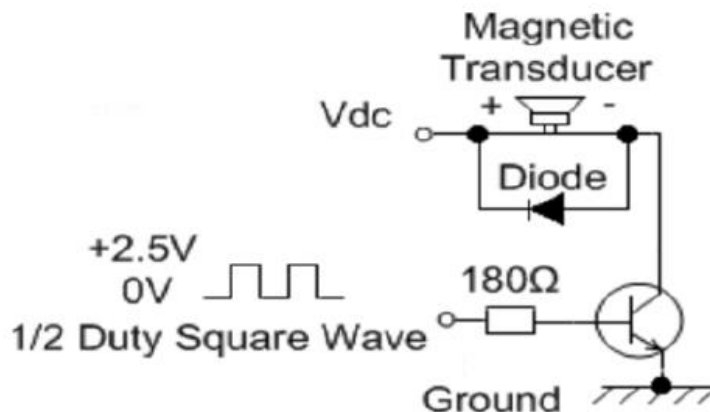 Magnetic
Transducer
+ -
Vdc
Diode
+2.5V
0V
180Ω
1/2 Duty Square Wave
Ground